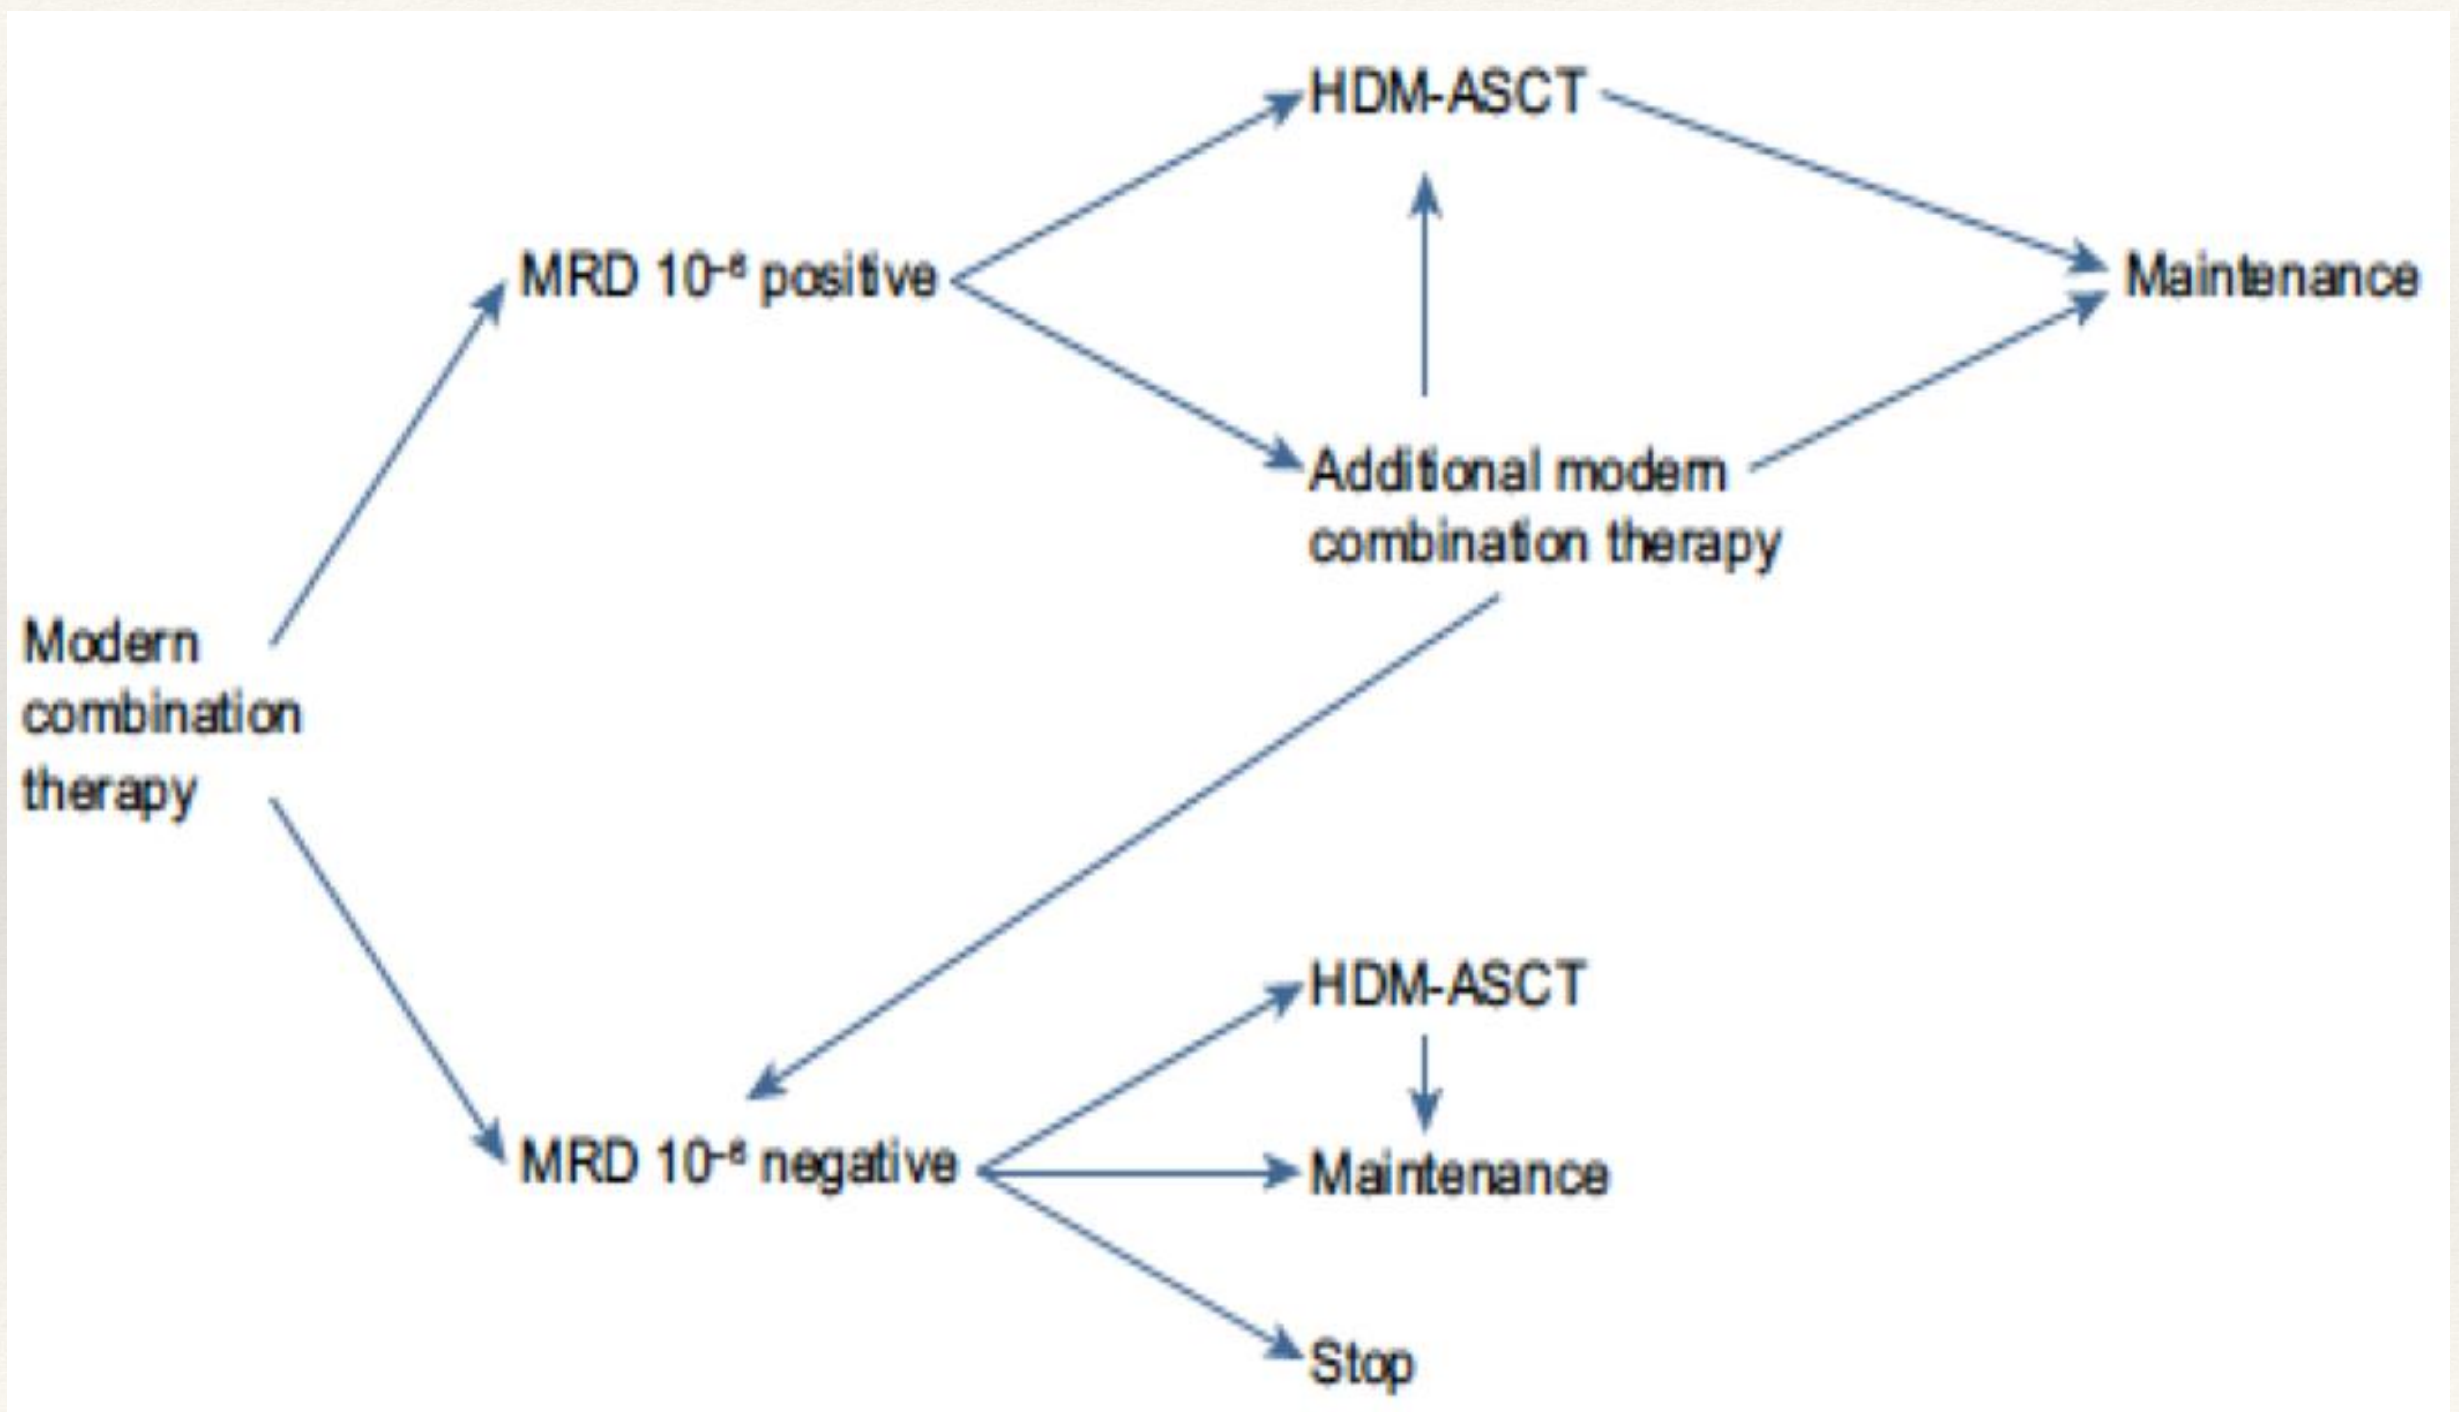 HDM-ASCT
MRD 10⁻⁶ positive
Maintenance
Additional modern
combination therapy
Modern
combination
therapy
HDM-ASCT
MRD 10⁻⁶ negative
Maintenance
Stop